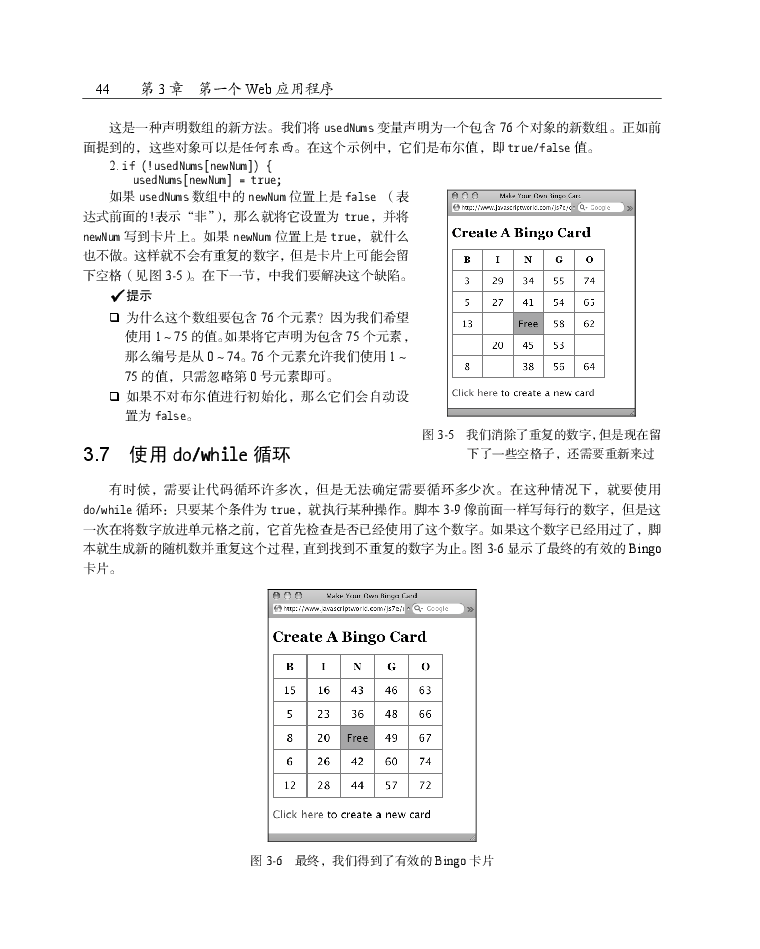 44 第 3 章 第一个 Web 应用程序
这是一种声明数组的新方法。我们将 usedNums 变量声明为一个包含 76 个对象的新数组。正如前
面提到的，这些对象可以是任何东西。在这个示例中，它们是布尔值，即 true/false 值。
2.if (!usedNums[newNum]) {
usedNums[newNum] = true;
如果 usedNums 数组中的 newNum 位置上是 false （表
达式前面的!表示“非”），那么就将它设置为 true，并将
newNum 写到卡片上。如果 newNum 位置上是 true，就什么
也不做。这样就不会有重复的数字，但是卡片上可能会留
下空格（见图 3-5）。在下一节，中我们要解决这个缺陷。
✓提示
❑ 为什么这个数组要包含 76 个元素？因为我们希望
使用 1～75 的值。如果将它声明为包含 75 个元素，
那么编号是从 0～74。76 个元素允许我们使用 1～
75 的值，只需忽略第 0 号元素即可。
❑ 如果不对布尔值进行初始化，那么它们会自动设
置为 false。
Make Your Own Bingo Card
http://www.javascriptworld.com/js7e/c Google
Create A Bingo Card
B I N G O
3 29 34 55 74
5 27 41 54 65
13 Free 58 62
20 45 53
8 38 56 64
Click here to create a new card
图 3-5 我们消除了重复的数字，但是现在留
下了一些空格子，还需要重新来过
3.7 使用 do/while 循环
有时候，需要让代码循环许多次，但是无法确定需要循环多少次。在这种情况下，就要使用
do/while 循环：只要某个条件为 true，就执行某种操作。脚本 3-9 像前面一样写每行的数字，但是这
一次在将数字放进单元格之前，它首先检查是否已经使用了这个数字。如果这个数字已经用过了，脚
本就生成新的随机数并重复这个过程，直到找到不重复的数字为止。图 3-6 显示了最终的有效的 Bingo
卡片。
Make Your Own Bingo Card
http://www.javascriptworld.com/js7e/ Google
Create A Bingo Card
B I N G O
15 16 43 46 63
5 23 36 48 66
8 20 Free 49 67
6 26 42 60 74
12 28 44 57 72
Click here to create a new card
图 3-6 最终，我们得到了有效的 Bingo 卡片